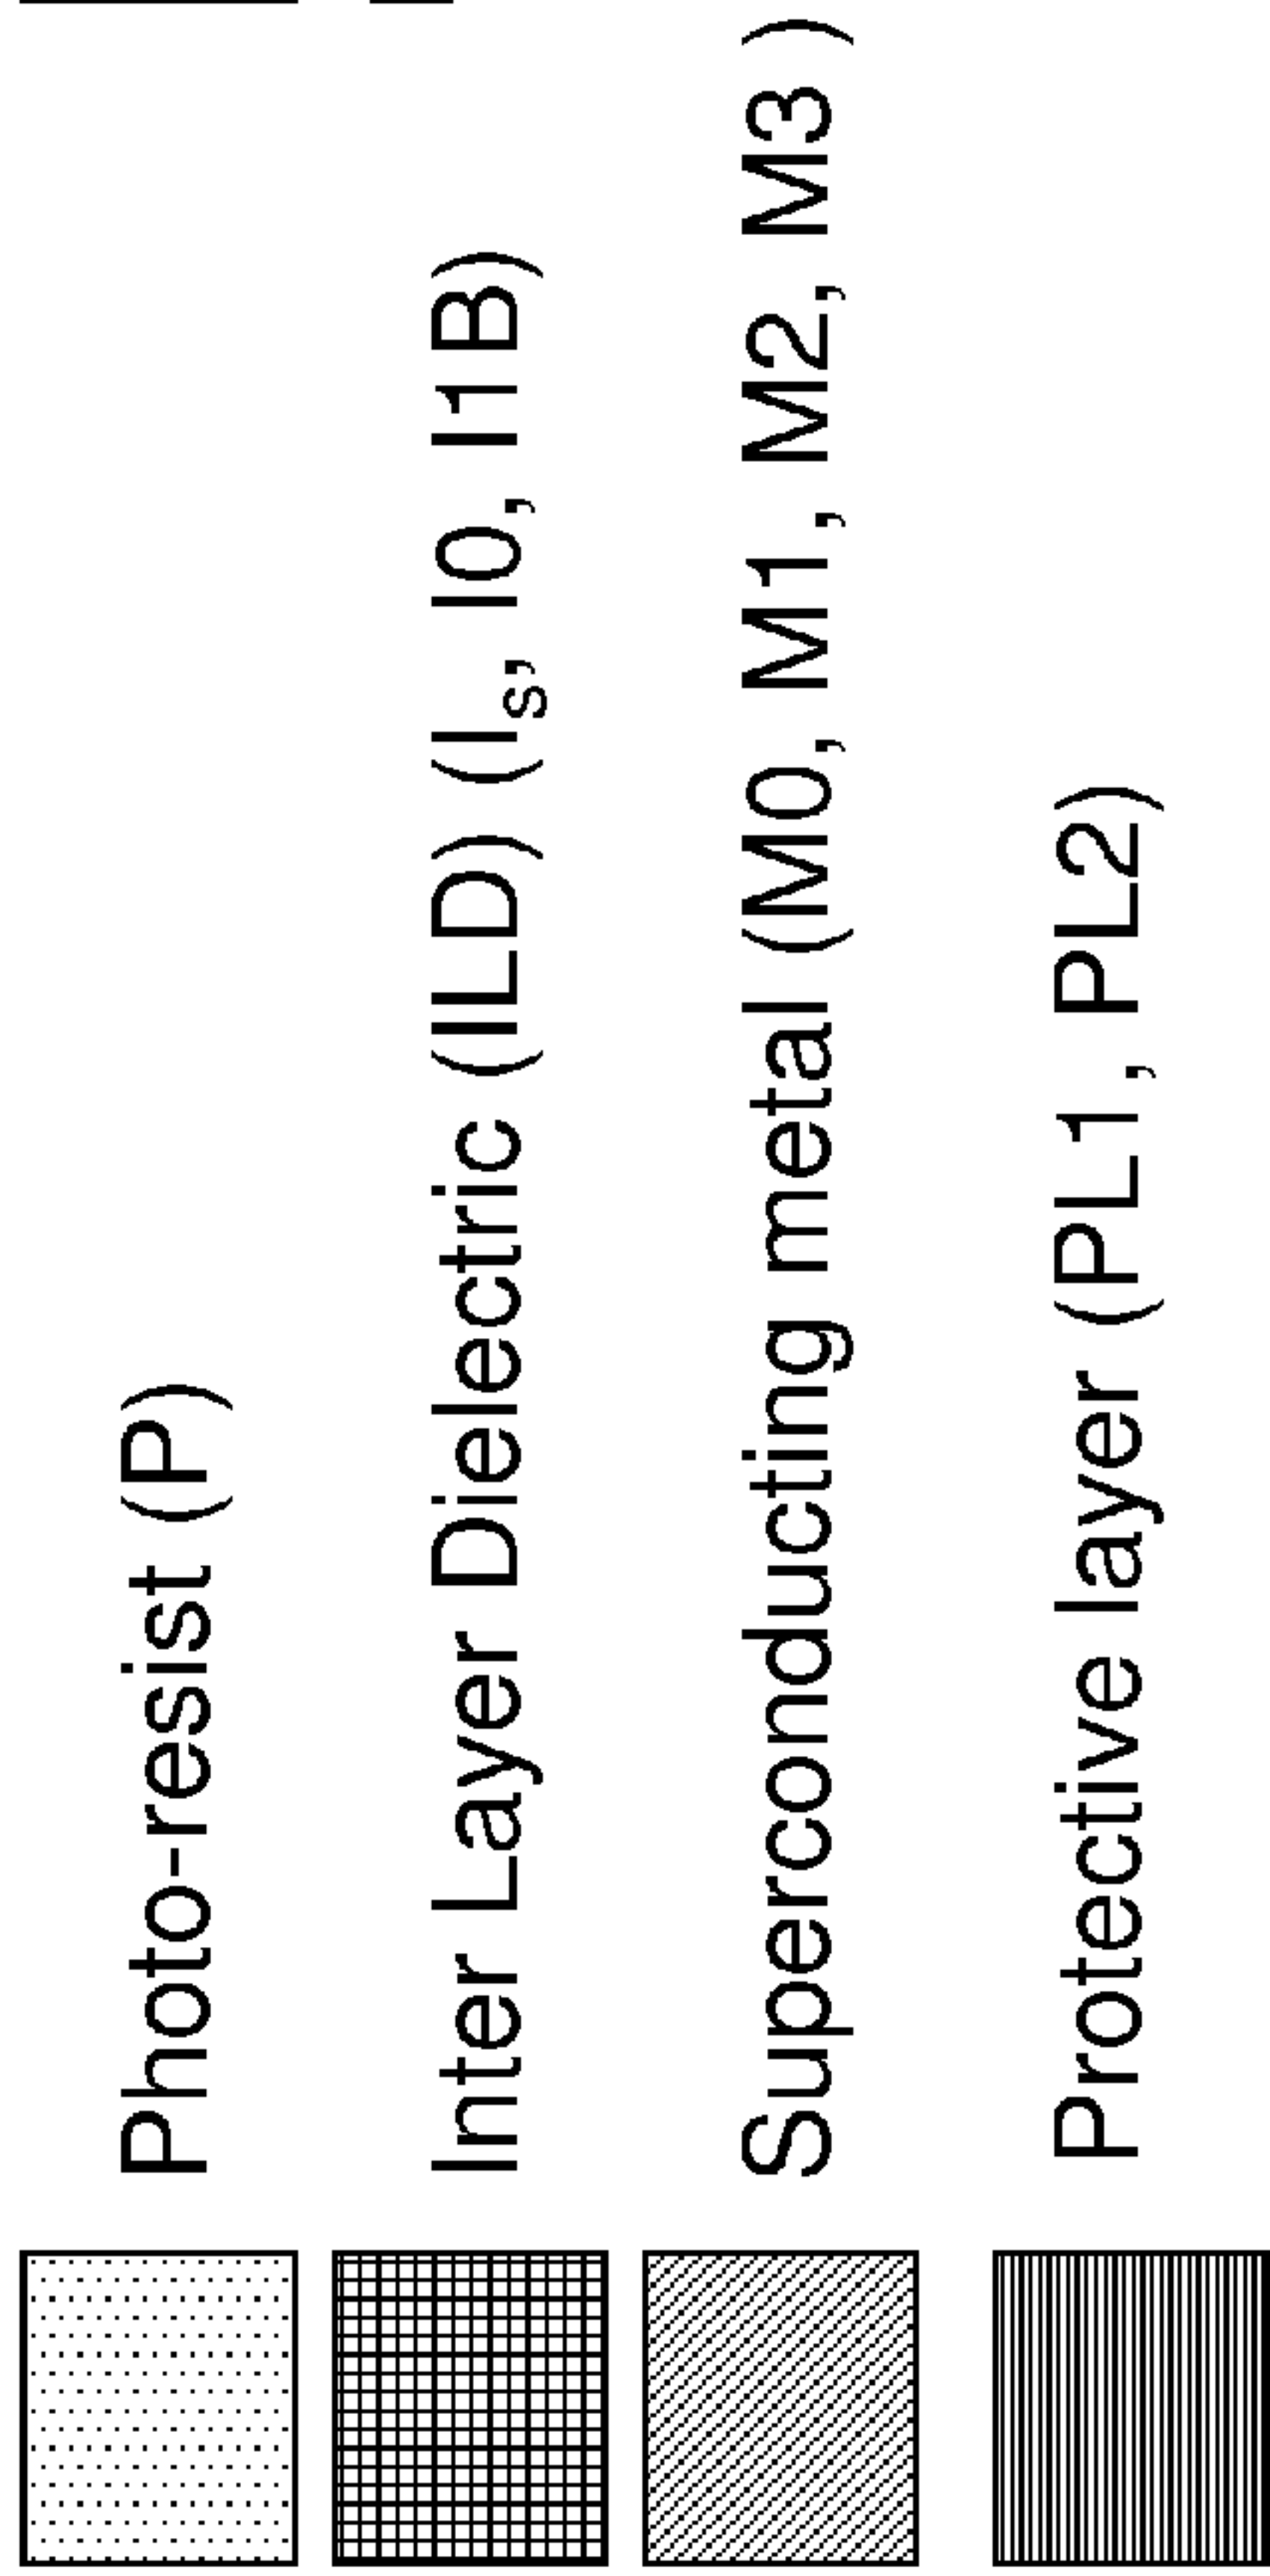 Photo-resist (P)
Inter Layer Dielectric (ILD) (Is, I0, I1B)
Superconducting metal (M0, M1, M2, M3 )
Protective layer (PL1, PL2)